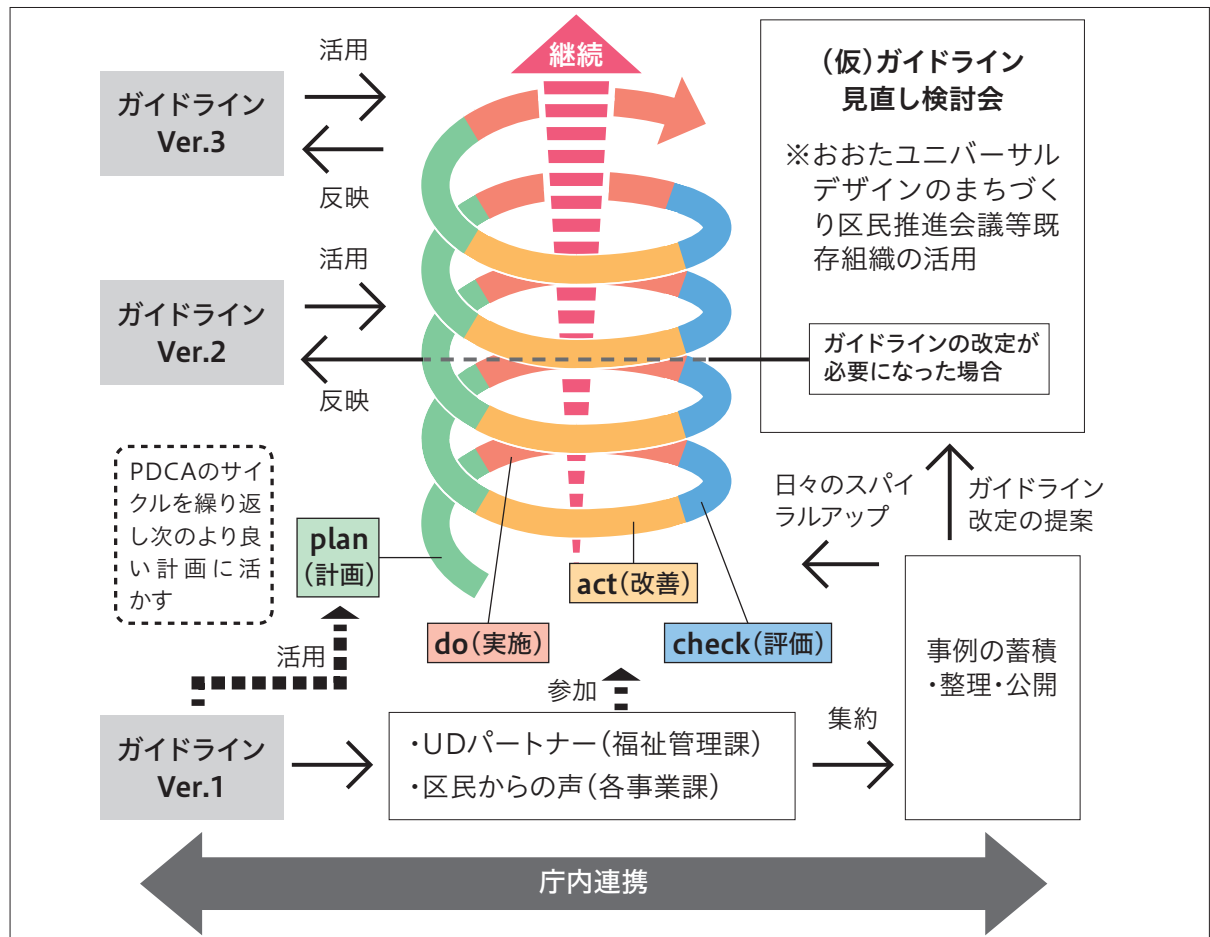 継続
活用
ガイドライン
Ver.3
反映
(仮)ガイドライン
見直し検討会
※おおたユニバーサル
デザインのまちづく
り区民推進会議等既
存組織の活用
活用
ガイドライン
Ver.2
反映
ガイドラインの改定が
必要になった場合
PDCAのサイ
クルを繰り返
し次のより良
い計画に活
かす
plan
(計画)
do(実施)
act(改善)
check(評価)
日々のスパイ
ラルアップ
ガイドライン
改定の提案
活用
参加
ガイドライン
Ver.1
・UDパートナー(福祉管理課)
・区民からの声(各事業課)
集約
事例の蓄積
・整理・公開
庁内連携